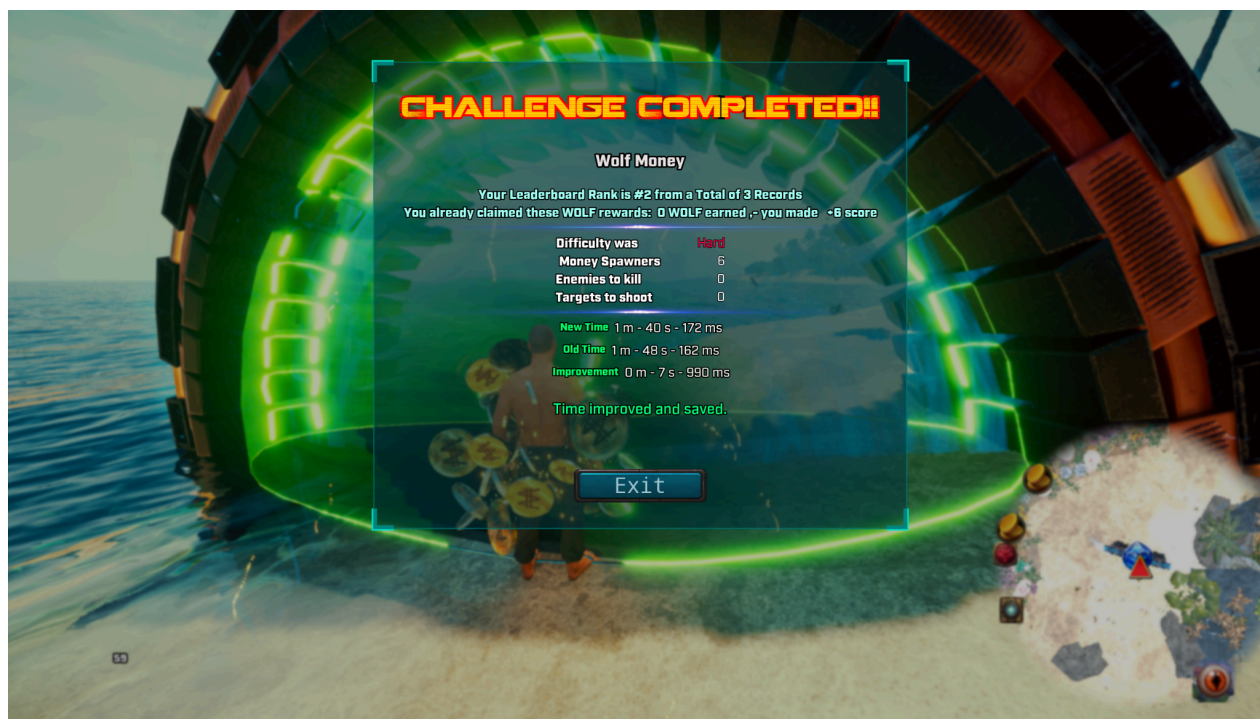 CHALLENGE COMPLETED!!
Wolf Money
Your Leaderboard Rank is #2 from a Total of 3 Records
You already claimed these WOLF rewards: 0 WOLF earned ,- you made +6 score
Difficulty was Hard
Money Spawners 6
Enemies to kill 0
Targets to shoot 0
New Time 1 m - 40 s - 172 ms
Old Time 1 m - 48 s - 162 ms
Improvement 0 m - 7 s - 990 ms
Time improved and saved.
Exit
59